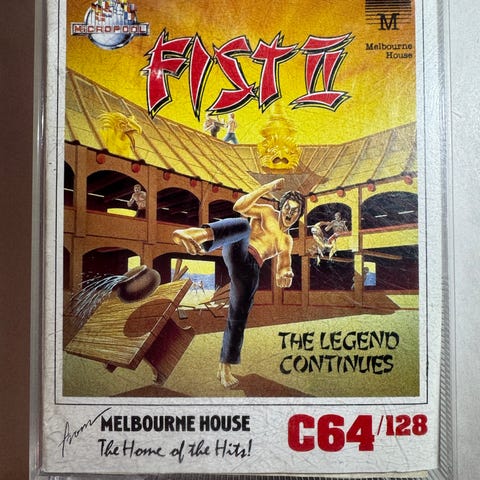 MICROPOOL
M
Melbourne
House
FIST II
THE LEGEND
CONTINUES
from MELBOURNE HOUSE
The Home of the Hits!
C64/128